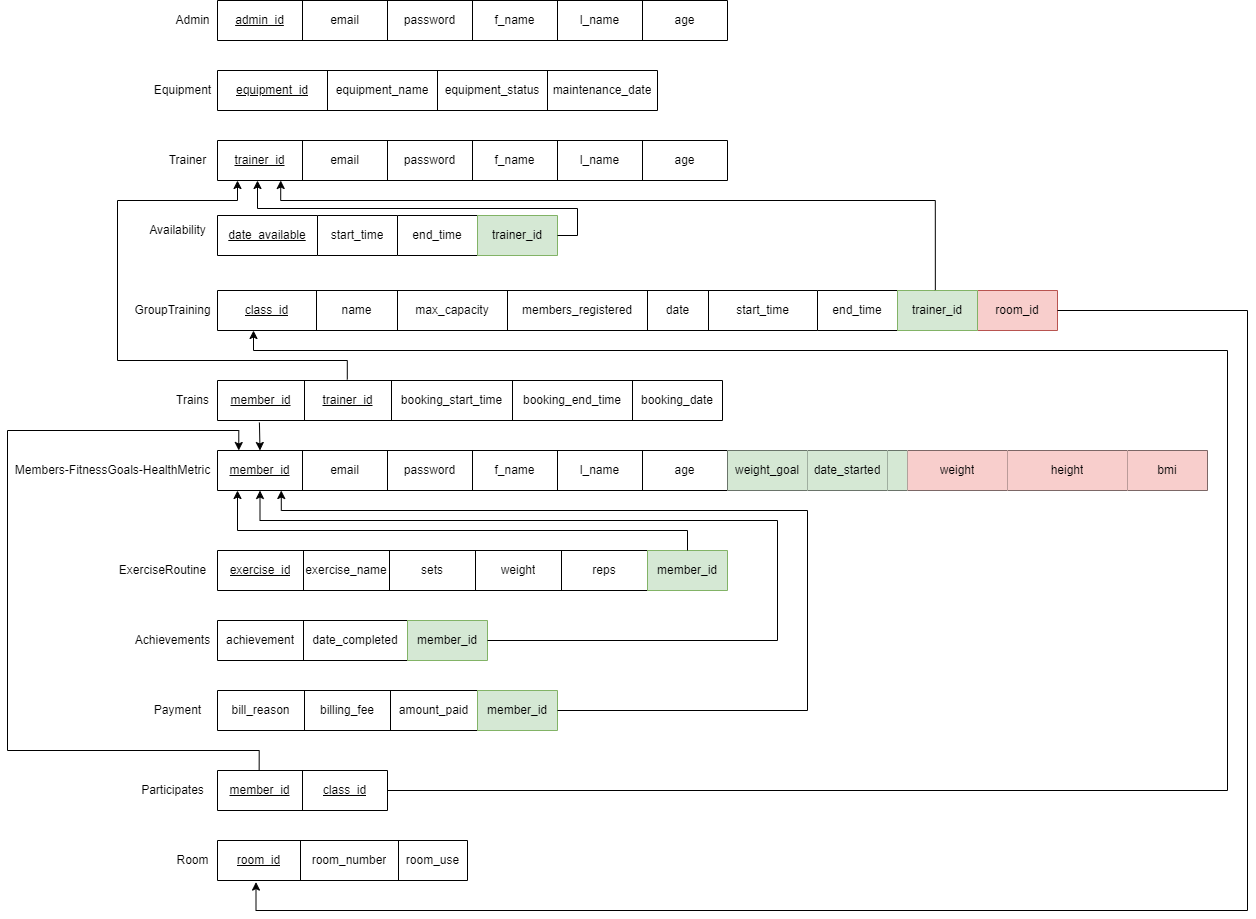 Admin admin_id email password f_name l_name age
Equipment equipment_id equipment_name equipment_status maintenance_date
Trainer trainer_id email password f_name l_name age
Availability date_available start_time end_time trainer_id
GroupTraining class_id name max_capacity members_registered date start_time end_time trainer_id room_id
Trains member_id trainer_id booking_start_time booking_end_time booking_date
Members-FitnessGoals-HealthMetric member_id email password f_name l_name age weight_goal date_started weight height bmi
ExerciseRoutine exercise_id exercise_name sets weight reps member_id
Achievements achievement date_completed member_id
Payment bill_reason billing_fee amount_paid member_id
Participates member_id class_id
Room room_id room_number room_use